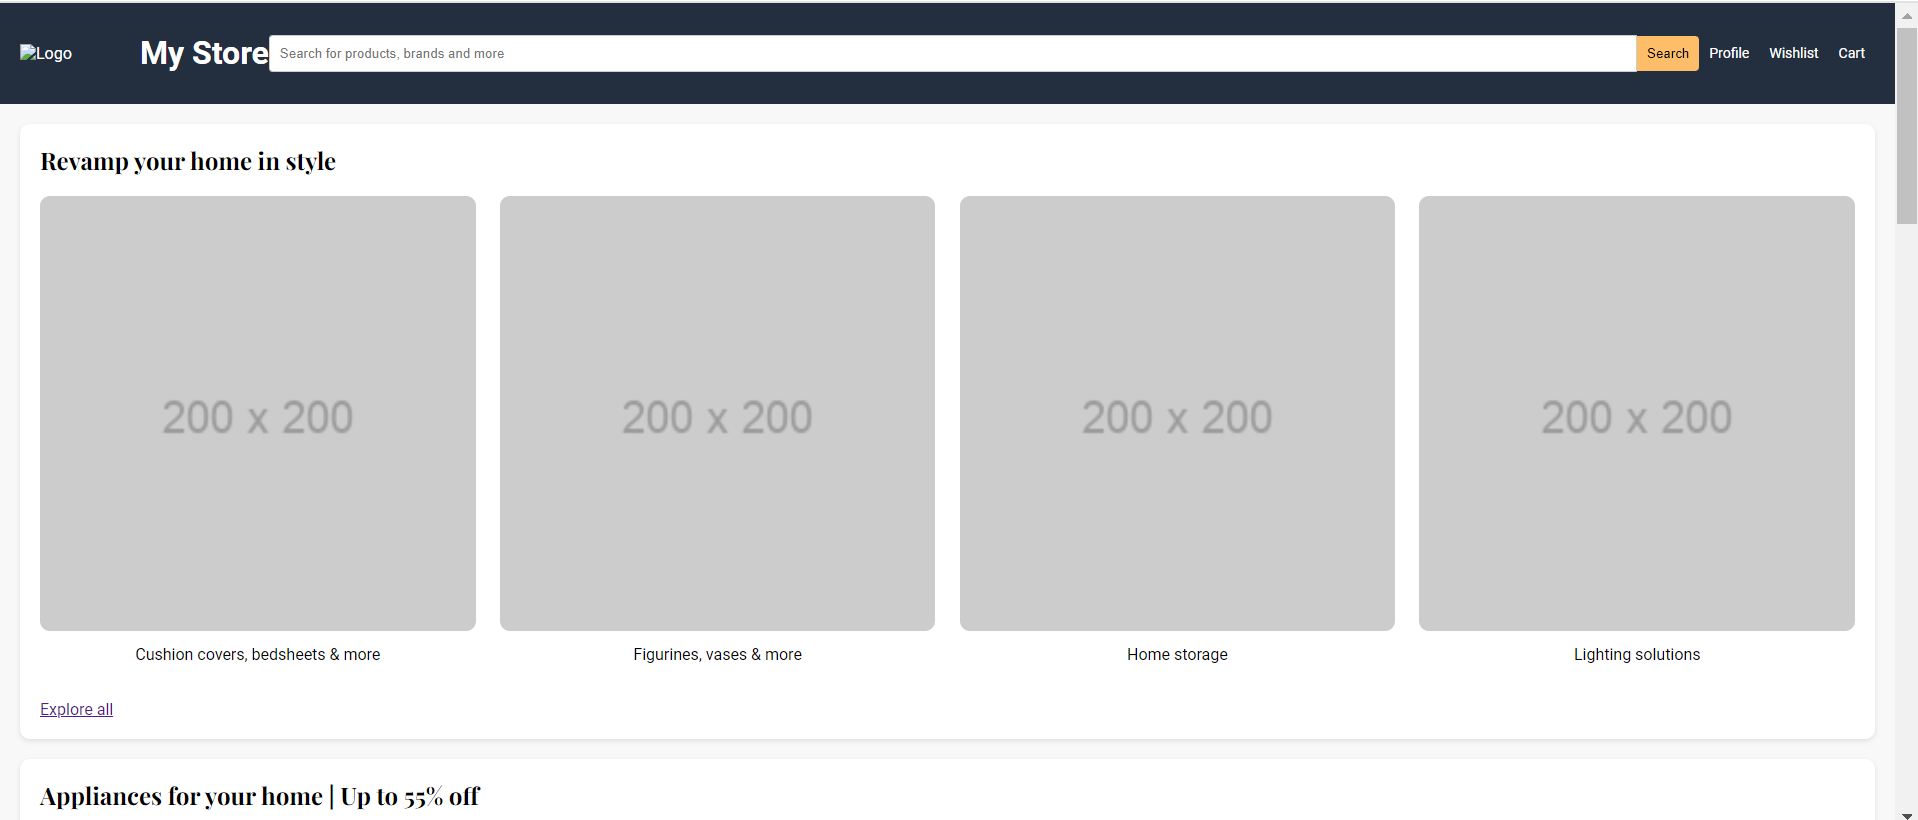 Logo
My Store
Search for products, brands and more
Search
Profile
Wishlist
Cart
Revamp your home in style
200 x 200
200 x 200
200 x 200
200 x 200
Cushion covers, bedsheets & more
Figurines, vases & more
Home storage
Lighting solutions
Explore all
Appliances for your home | Up to 55% off